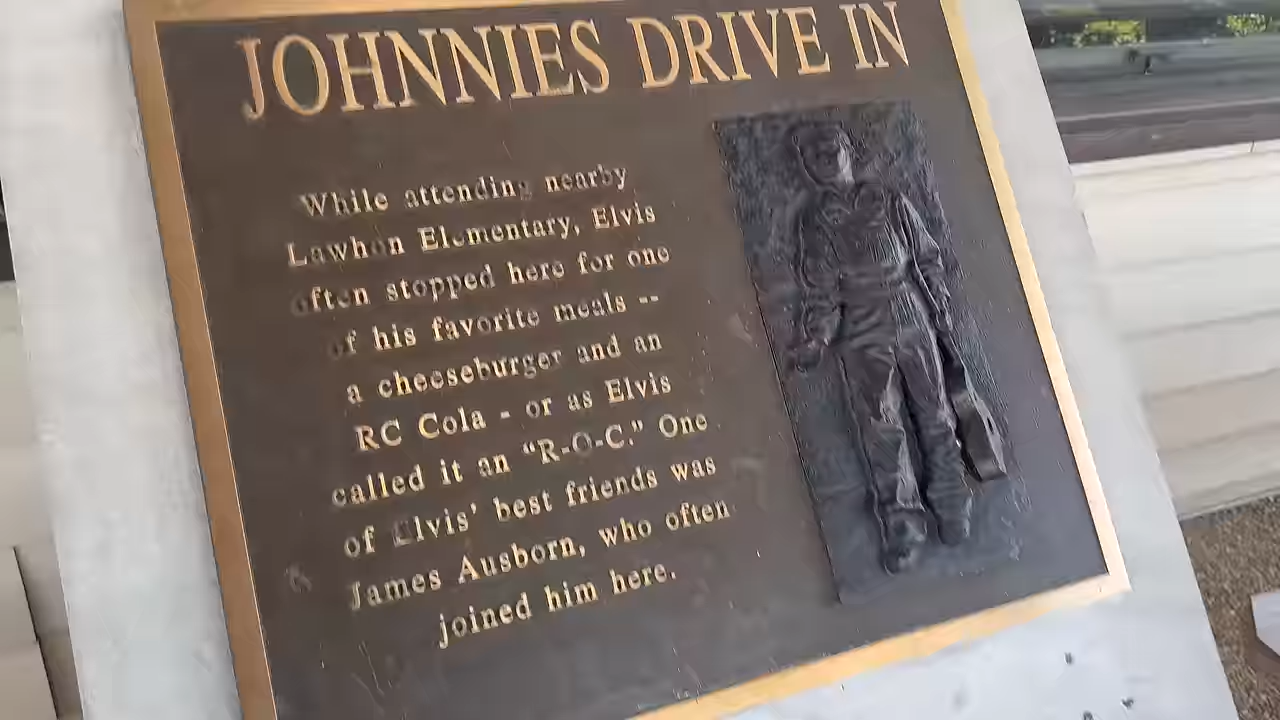 JOHNNIES DRIVE IN
While attending nearby
Lawhon Elementary, Elvis
often stopped here for one
of his favorite meals --
a cheeseburger and an
RC Cola - or as Elvis
called it an “R-O-C.” One
of Elvis’ best friends was
James Ausborn, who often
joined him here.